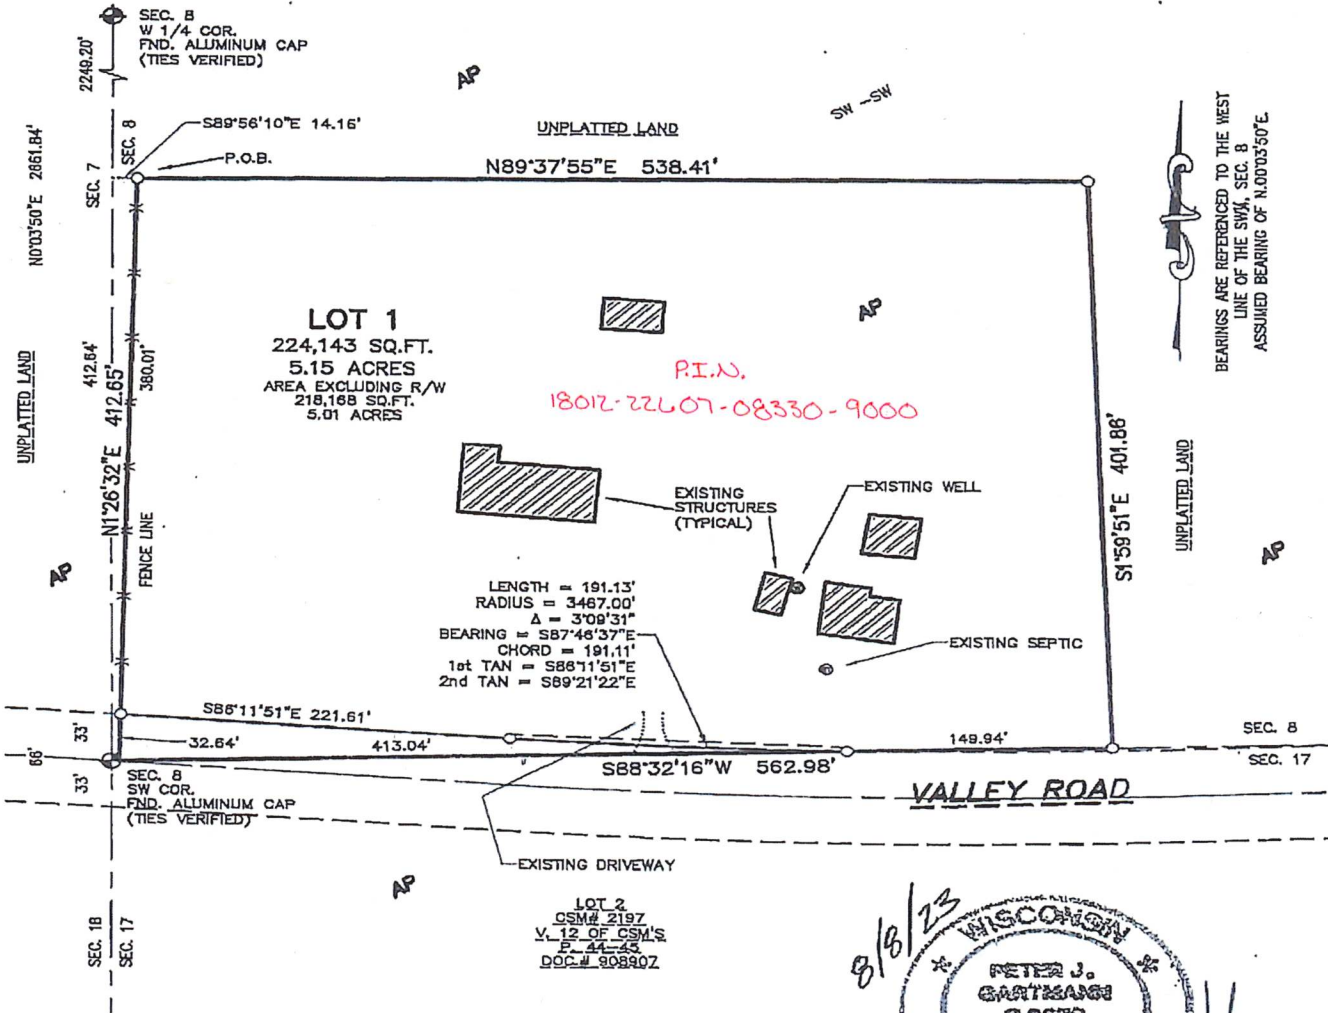 SEC. 8
W 1/4 COR.
FND. ALUMINUM CAP
(TIES VERIFIED)
2249.20'
AP
SW-SW
S89°56'10"E 14.16'
UNPLATTED LAND
P.O.B.
N89°37'55"E 538.41'
SEC. 7
SEC. 8
N0°03'50"E 2661.84'
BEARINGS ARE REFERENCED TO THE WEST
LINE OF THE SW¼, SEC. 8
ASSUMED BEARING OF N.00°03'50"E.
LOT 1
224,143 SQ.FT.
5.15 ACRES
AREA EXCLUDING R/W
218,168 SQ.FT.
5.01 ACRES
AP
P.I.N.
18012-22607-08330-9000
UNPLATTED LAND
412.64'
N1°26'32"E 412.65'
380.01'
FENCE LINE
S1°59'51"E 401.86'
UNPLATTED LAND
EXISTING
STRUCTURES
(TYPICAL)
EXISTING WELL
AP
AP
LENGTH = 191.13'
RADIUS = 3467.00'
Δ = 3°09'31"
BEARING = S87°46'37"E
CHORD = 191.11'
1st TAN = S86°11'51"E
2nd TAN = S89°21'22"E
EXISTING SEPTIC
S86°11'51"E 221.61'
33'
32.64'
413.04'
149.94'
SEC. 8
SEC. 17
66'
33'
S88°32'16"W 562.98'
SEC. 8
SW COR.
FND. ALUMINUM CAP
(TIES VERIFIED)
VALLEY ROAD
EXISTING DRIVEWAY
AP
LOT 2
CSM# 2197
V. 12 OF CSM'S
P. 44-45
DOC.# 908907
SEC. 18
SEC. 17
8/8/23
WISCONSIN
PETER J.
GARTMANN